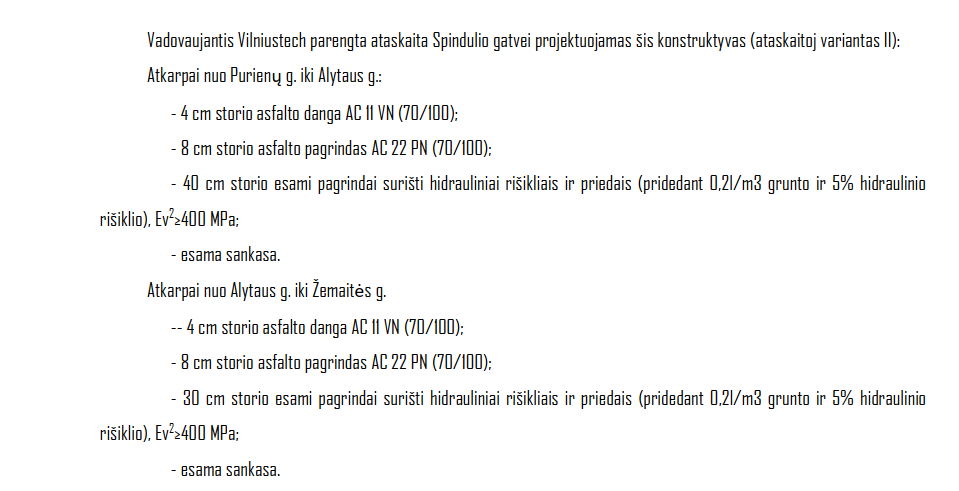 Vadovaujantis Vilniustech parengta ataskaita Spindulio gatvei projektuojamas šis konstruktyvas (ataskaitoj variantas II):
Atkarpai nuo Purienų g. iki Alytaus g.:
- 4 cm storio asfalto danga AC 11 VN (70/100);
- 8 cm storio asfalto pagrindas AC 22 PN (70/100);
- 40 cm storio esami pagrindai surišti hidrauliniai rišikliais ir priedais (pridedant 0,2l/m3 grunto ir 5% hidraulinio
rišiklio), Ev²≥400 MPa;
- esama sankasa.
Atkarpai nuo Alytaus g. iki Žemaitės g.
-- 4 cm storio asfalto danga AC 11 VN (70/100);
- 8 cm storio asfalto pagrindas AC 22 PN (70/100);
- 30 cm storio esami pagrindai surišti hidrauliniai rišikliais ir priedais (pridedant 0,2l/m3 grunto ir 5% hidraulinio
rišiklio), Ev²≥400 MPa;
- esama sankasa.